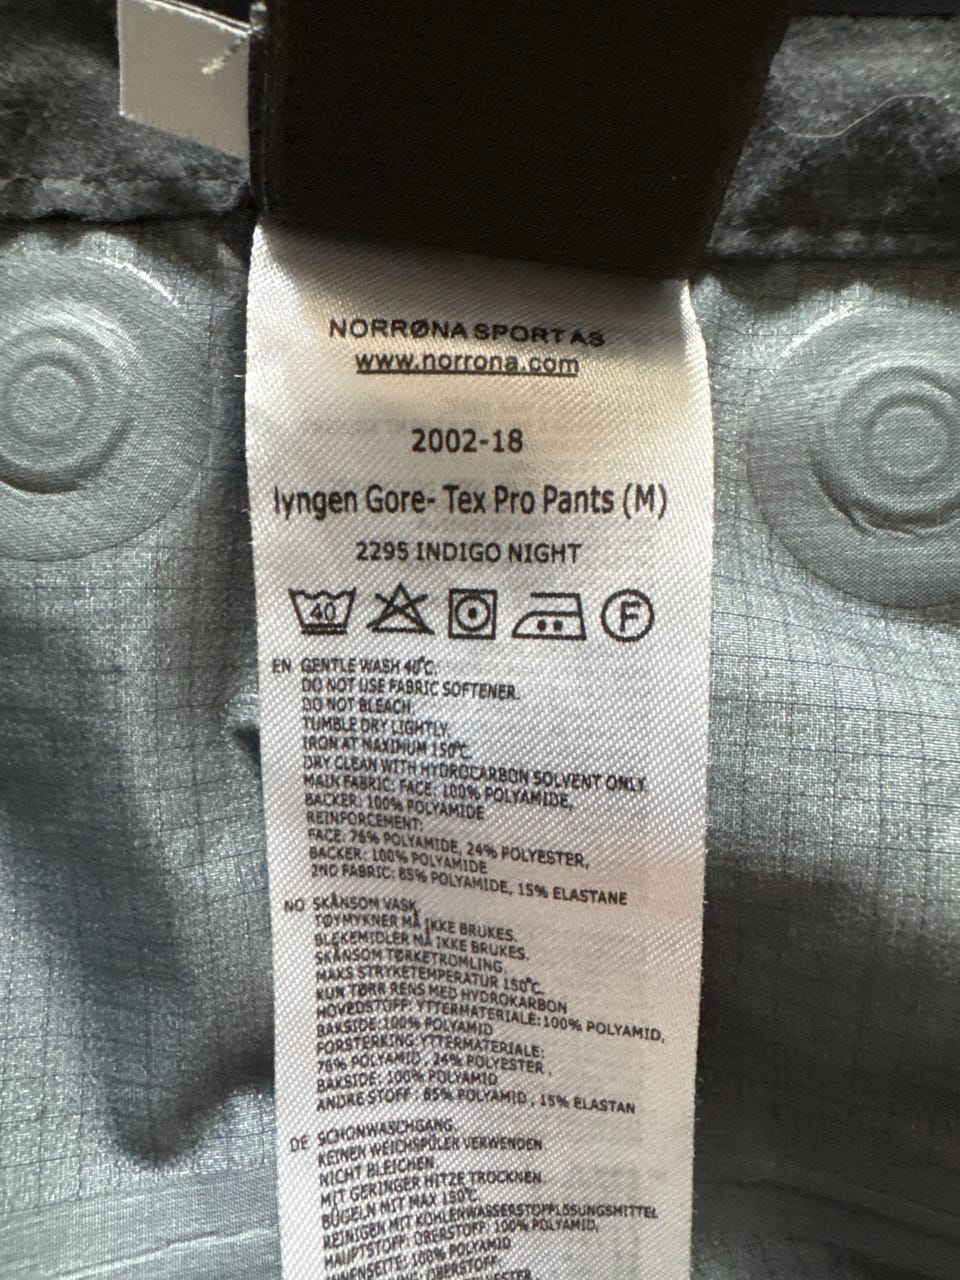 NORRØNA SPORT AS
www.norrona.com
2002-18
lyngen Gore- Tex Pro Pants (M)
2295 INDIGO NIGHT
40 F
EN GENTLE WASH 40°C.
DO NOT USE FABRIC SOFTENER.
DO NOT BLEACH.
TUMBLE DRY LIGHTLY.
IRON AT MAXIMUM 150°C.
DRY CLEAN WITH HYDROCARBON SOLVENT ONLY.
MAIN FABRIC: FACE: 100% POLYAMIDE,
BACKER: 100% POLYAMIDE
REINFORCEMENT:
FACE: 76% POLYAMIDE, 24% POLYESTER,
BACKER: 100% POLYAMIDE
2ND FABRIC: 85% POLYAMIDE, 15% ELASTANE
NO SKÅNSOM VASK.
TØYMYKNER MÅ IKKE BRUKES.
BLEKEMIDLER MÅ IKKE BRUKES.
SKÅNSOM TØRKETROMLING.
MAKS STRYKETEMPERATUR 150°C.
KUN TØRR RENS MED HYDROKARBON
HOVEDSTOFF: YTTERMATERIALE: 100% POLYAMID,
BAKSIDE: 100% POLYAMID
FORSTERKING: YTTERMATERIALE:
76% POLYAMID , 24% POLYESTER ,
BAKSIDE: 100% POLYAMID
ANDRE STOFF : 85% POLYAMID , 15% ELASTAN
DE SCHONWASCHGANG.
KEINEN WEICHSPÜLER VERWENDEN.
NICHT BLEICHEN.
MIT GERINGER HITZE TROCKNEN.
BÜGELN MIT MAX 150°C.
REINIGEN MIT KOHLENWASSERSTOFFLÖSUNGSMITTEL
HAUPTSTOFF: OBERSTOFF: 100% POLYAMID,
INNENSEITE: 100% POLYAMID
OBERSTOFF: